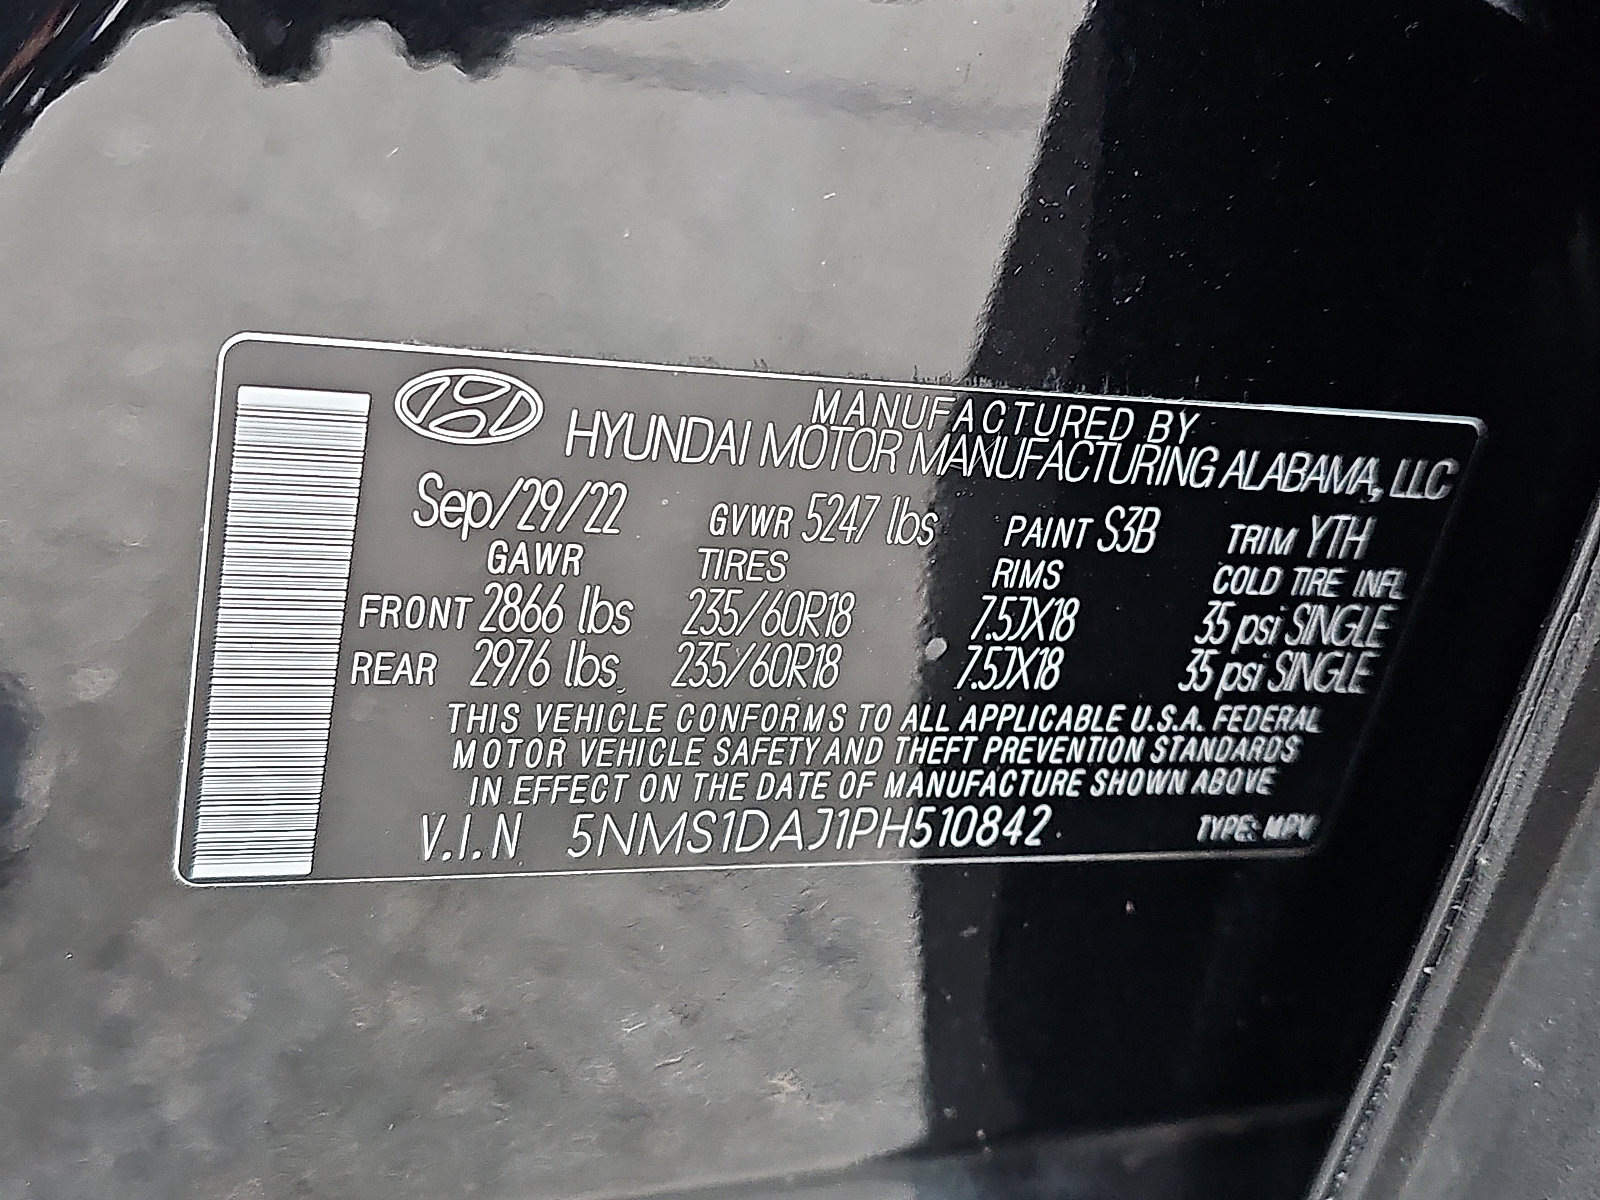 MANUFACTURED BY
HYUNDAI MOTOR MANUFACTURING ALABAMA, LLC
Sep/29/22 GVWR 5247 lbs PAINT S3B TRIM YTH
GAWR TIRES RIMS COLD TIRE INFL
FRONT 2866 lbs 235/60R18 7.5JX18 35 psi SINGLE
REAR 2976 lbs 235/60R18 7.5JX18 35 psi SINGLE
THIS VEHICLE CONFORMS TO ALL APPLICABLE U.S.A. FEDERAL
MOTOR VEHICLE SAFETY AND THEFT PREVENTION STANDARDS
IN EFFECT ON THE DATE OF MANUFACTURE SHOWN ABOVE
V.I.N 5NMS1DAJ1PH510842 TYPE: MPV